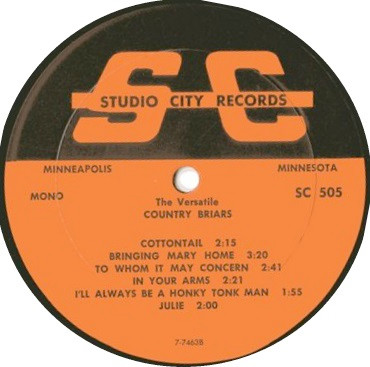 SC
STUDIO CITY RECORDS
MINNEAPOLIS MINNESOTA
MONO SC 505
The Versatile
COUNTRY BRIARS
COTTONTAIL 2:15
BRINGING MARY HOME 3:20
TO WHOM IT MAY CONCERN 2:41
IN YOUR ARMS 2:21
I'LL ALWAYS BE A HONKY TONK MAN 1:55
JULIE 2:00
7-7463B